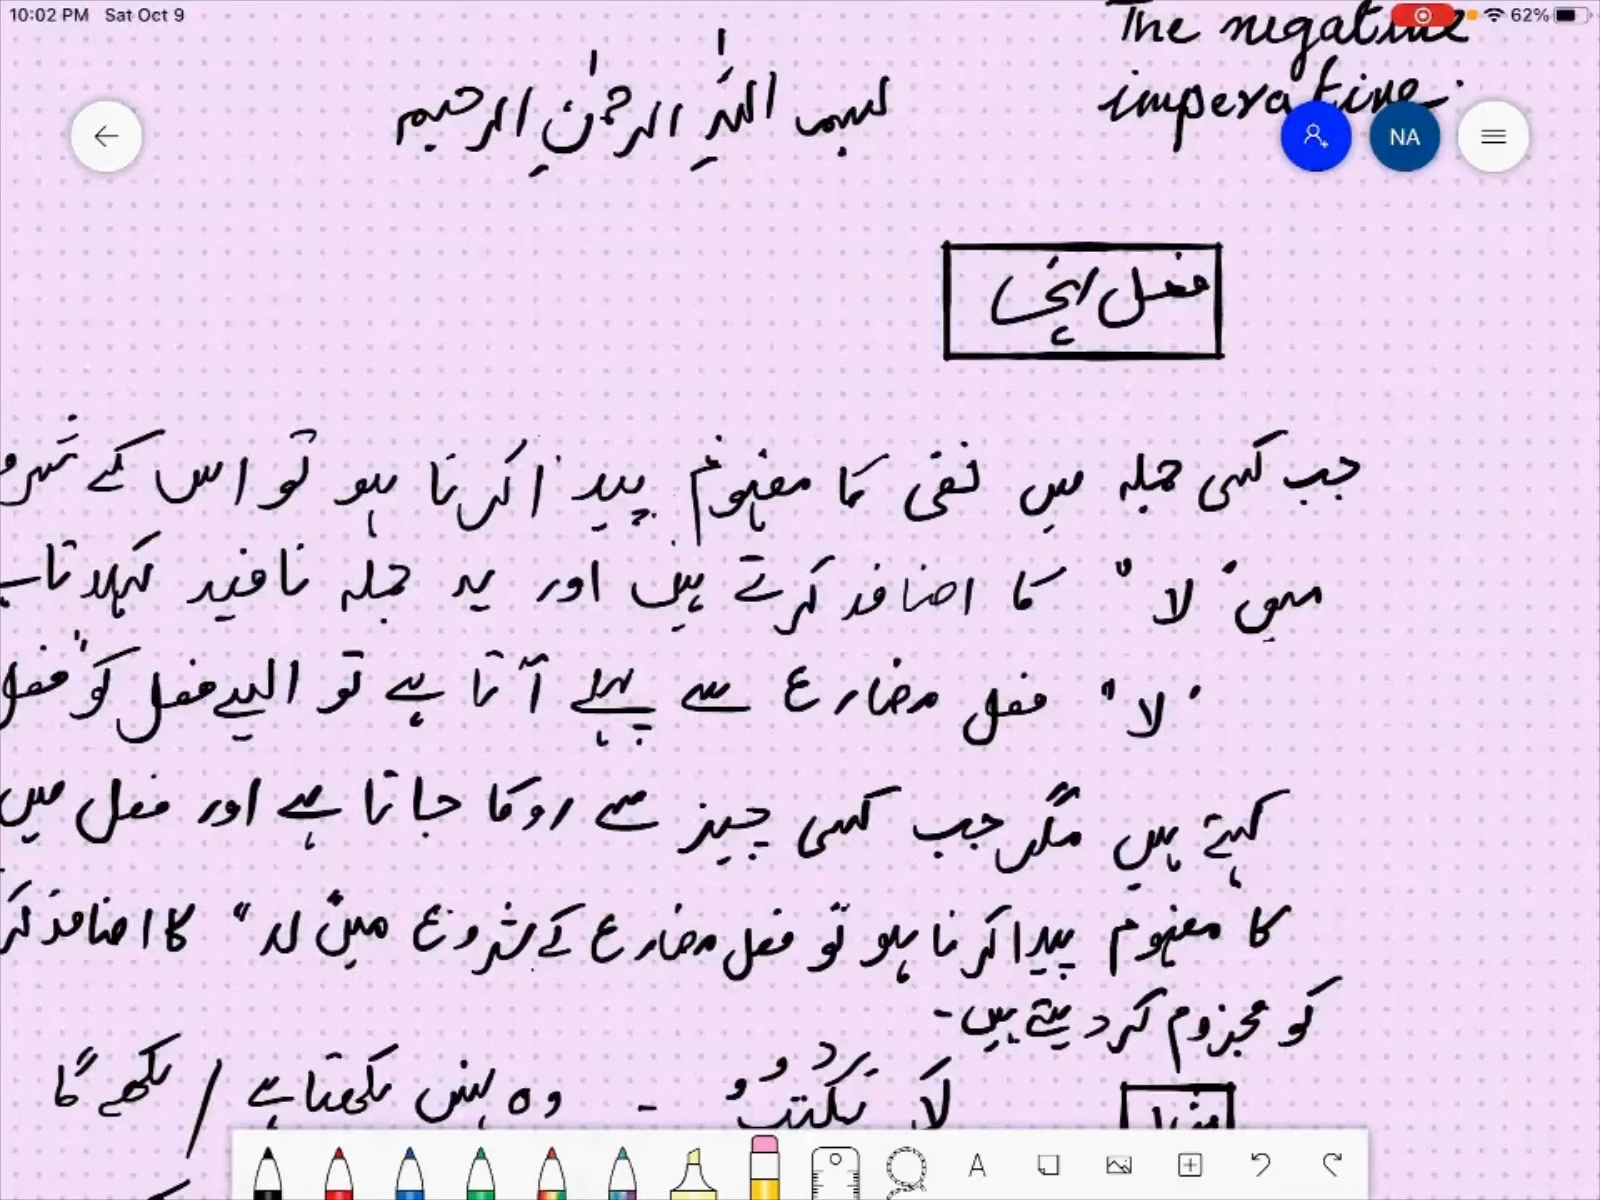 10:02 PM Sat Oct 9
62%
The negative
imperative.
بسم اللہِ الرحمٰنِ الرحیم
NA
فعل نہی
جب کسی جملہ میں نفی کا مفہوم پیدا کرنا ہو تو اس کے شرو
میں "لا" کا اضافہ کرتے ہیں اور یہ جملہ نافیہ کہلاتا ہے
"لا" فعل مضارع سے پہلے آتا ہے تو ایسے فعل کو "فعل
کہتے ہیں مگر جب کسی چیز سے روکا جاتا ہے اور فعل میں
کا مفہوم پیدا کرنا ہو تو فعل مضارع کے شروع میں "لا" کا اضافہ کر
کو مجزوم کر دیتے ہیں۔
لَا يَكْتُبُ - وہ نہیں لکھتا ہے / لکھے گا
A